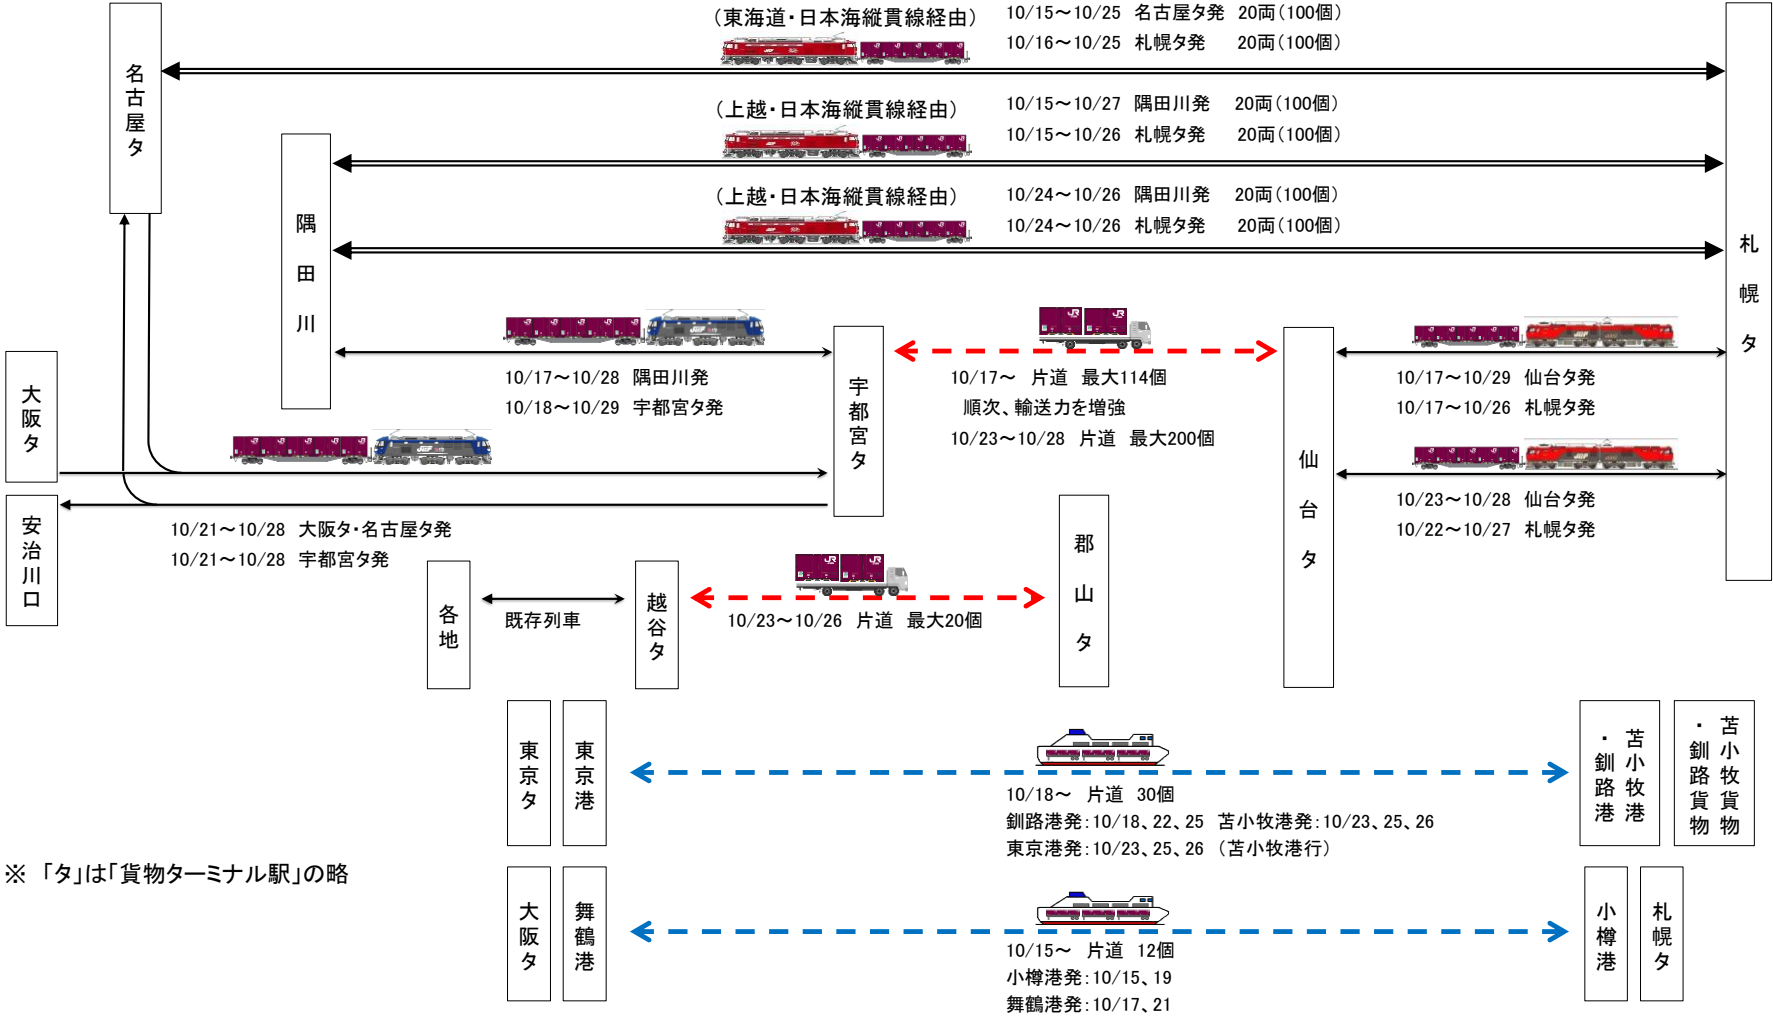 名古屋タ
(東海道・日本海縦貫線経由)
10/15～10/25 名古屋タ発 20両(100個)
10/16～10/25 札幌タ発 20両(100個)
札幌タ
隅田川
(上越・日本海縦貫線経由)
10/15～10/27 隅田川発 20両(100個)
10/15～10/26 札幌タ発 20両(100個)
(上越・日本海縦貫線経由)
10/24～10/26 隅田川発 20両(100個)
10/24～10/26 札幌タ発 20両(100個)
10/17～10/28 隅田川発
10/18～10/29 宇都宮タ発
宇都宮タ
10/17～ 片道 最大114個
順次、輸送力を増強
10/23～10/28 片道 最大200個
仙台タ
10/17～10/29 仙台タ発
10/17～10/26 札幌タ発
10/23～10/28 仙台タ発
10/22～10/27 札幌タ発
大阪タ
安治川口
10/21～10/28 大阪タ・名古屋タ発
10/21～10/28 宇都宮タ発
各地
既存列車
越谷タ
10/23～10/26 片道 最大20個
郡山タ
東京タ
東京港
10/18～ 片道 30個
釧路港発:10/18、22、25 苫小牧港発:10/23、25、26
東京港発:10/23、25、26 (苫小牧港行)
苫小牧港
・釧路港
苫小牧貨物
・釧路貨物
※ 「タ」は「貨物ターミナル駅」の略
大阪タ
舞鶴港
10/15～ 片道 12個
小樽港発:10/15、19
舞鶴港発:10/17、21
小樽港
札幌タ